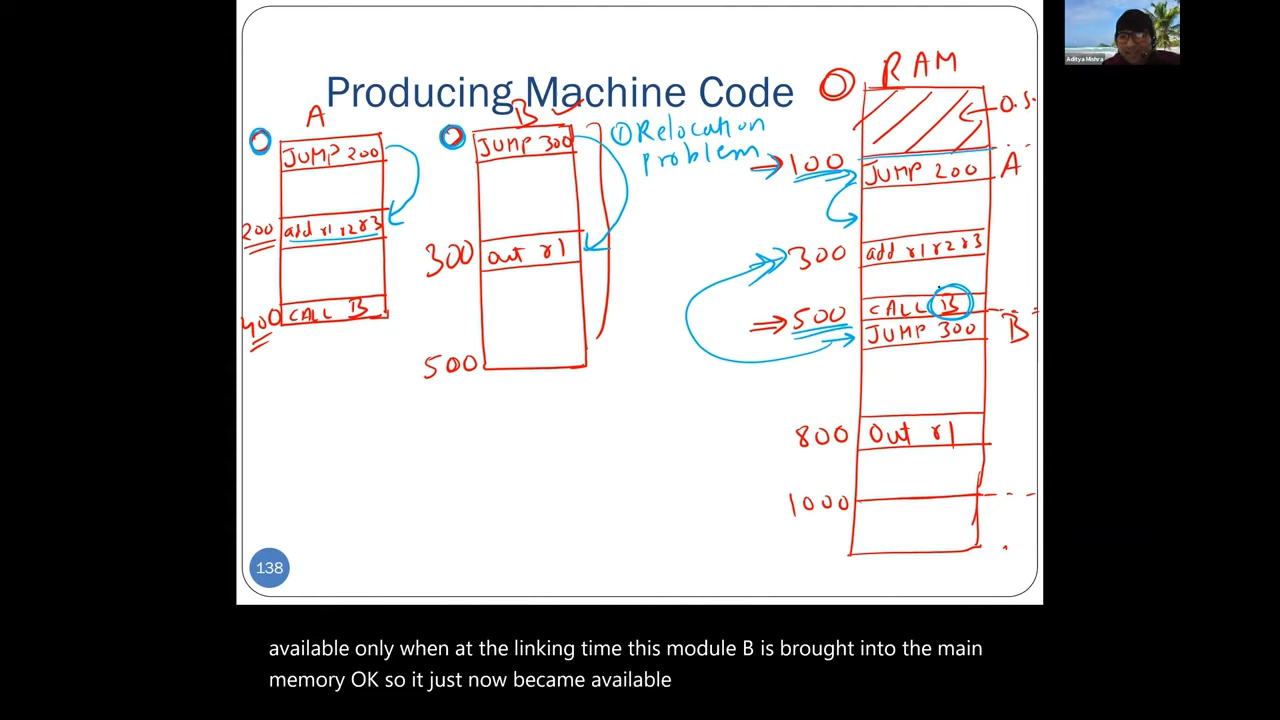 Producing Machine Code
A
JUMP 200
200
add r1 r2 r3
400
CALL B
B
JUMP 300
300
Out r1
500
① Relocation
problem
RAM
O
O.S.
100
JUMP 200
A
300
add r1 r2 r3
500
CALL B
JUMP 300
B
800
Out r1
1000
138
Aditya Mishra
available only when at the linking time this module B is brought into the main
memory OK so it just now became available